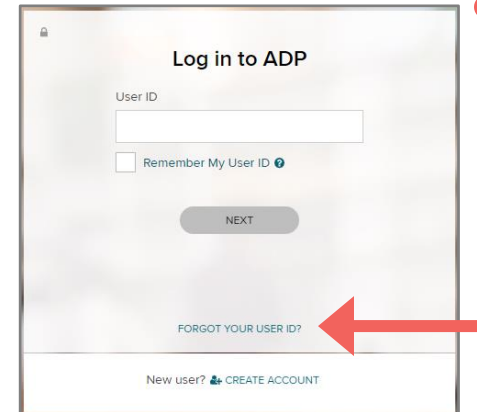 Log in to ADP
User ID
Remember My User ID
NEXT
FORGOT YOUR USER ID?
New user? CREATE ACCOUNT